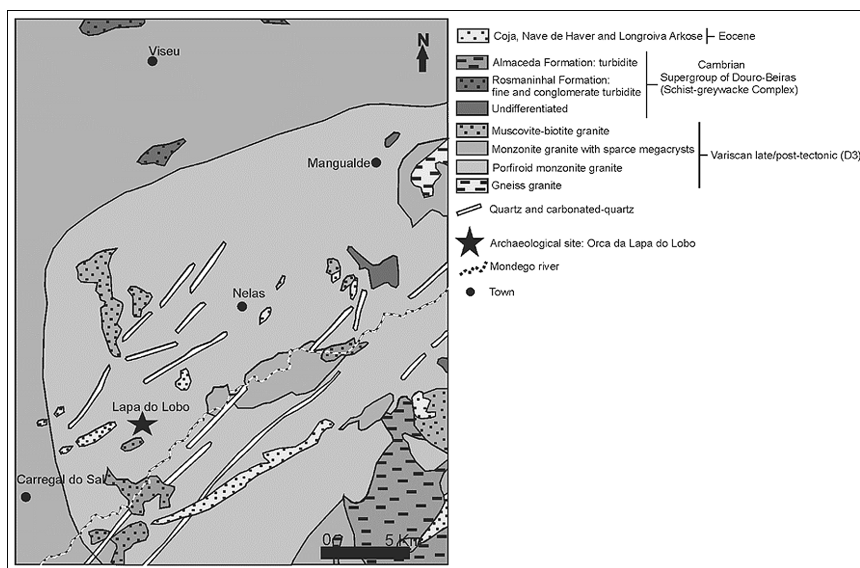 Viseu
N
Mangualde
Nelas
Lapa do Lobo
Carregal do Sal
0 5 Km
Coja, Nave de Haver and Longroiva Arkose
Eocene
Almaceda Formation: turbidite
Rosmaninhal Formation:
fine and conglomerate turbidite
Undifferentiated
Cambrian
Supergroup of Douro-Beiras
(Schist-greywacke Complex)
Muscovite-biotite granite
Monzonite granite with sparce megacrysts
Porfiroid monzonite granite
Gneiss granite
Variscan late/post-tectonic (D3)
Quartz and carbonated-quartz
Archaeological site: Orca da Lapa do Lobo
Mondego river
Town